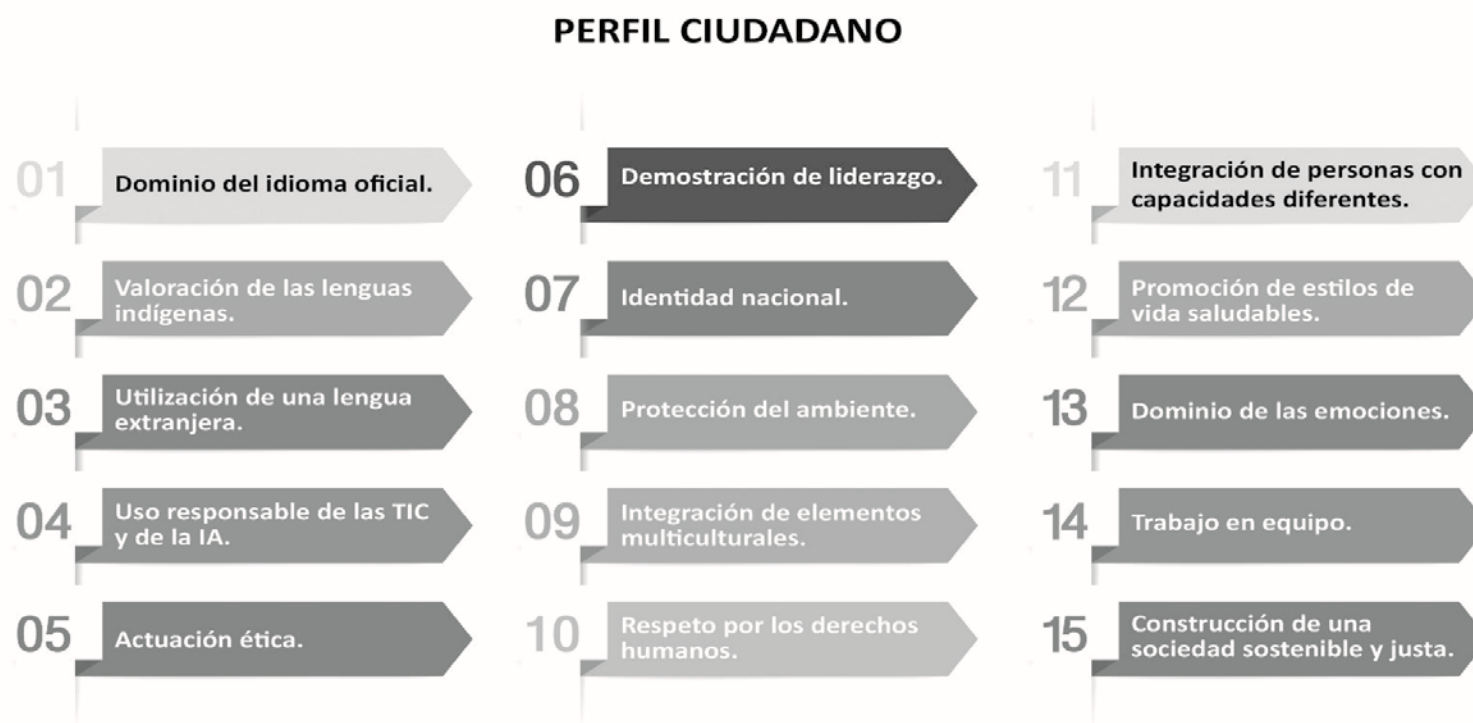 PERFIL CIUDADANO
01
Dominio del idioma oficial.
02
Valoración de las lenguas
indígenas.
03
Utilización de una lengua
extranjera.
04
Uso responsable de las TIC
y de la IA.
05
Actuación ética.
06
Demostración de liderazgo.
07
Identidad nacional.
08
Protección del ambiente.
09
Integración de elementos
multiculturales.
10
Respeto por los derechos
humanos.
11
Integración de personas con
capacidades diferentes.
12
Promoción de estilos de
vida saludables.
13
Dominio de las emociones.
14
Trabajo en equipo.
15
Construcción de una
sociedad sostenible y justa.